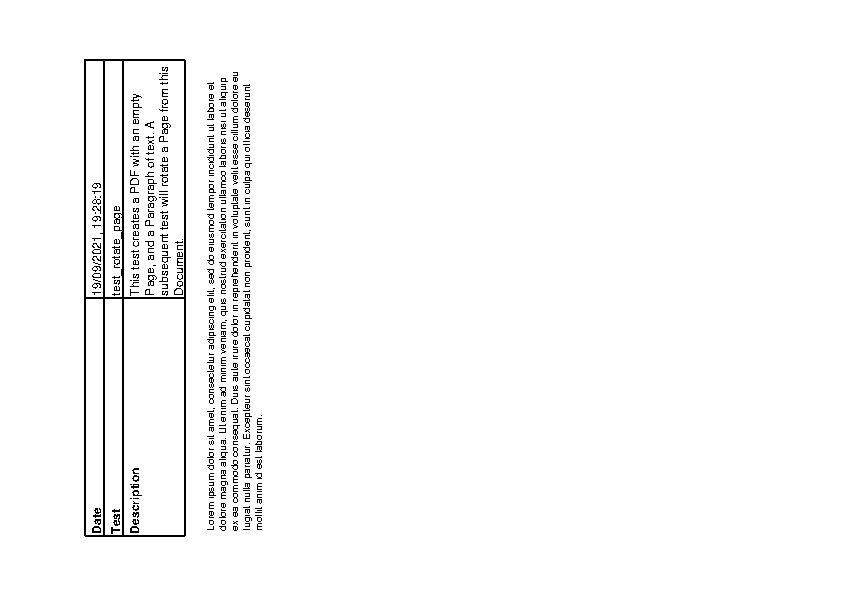 Date 19/09/2021, 19:28:19
Test test_rotate_page
Description This test creates a PDF with an empty
Page, and a Paragraph of text. A
subsequent test will rotate a Page from this
Document.
Lorem ipsum dolor sit amet, consectetur adipiscing elit, sed do eiusmod tempor incididunt ut labore et
dolore magna aliqua. Ut enim ad minim veniam, quis nostrud exercitation ullamco laboris nisi ut aliquip
ex ea commodo consequat. Duis aute irure dolor in reprehenderit in voluptate velit esse cillum dolore eu
fugiat nulla pariatur. Excepteur sint occaecat cupidatat non proident, sunt in culpa qui officia deserunt
mollit anim id est laborum.